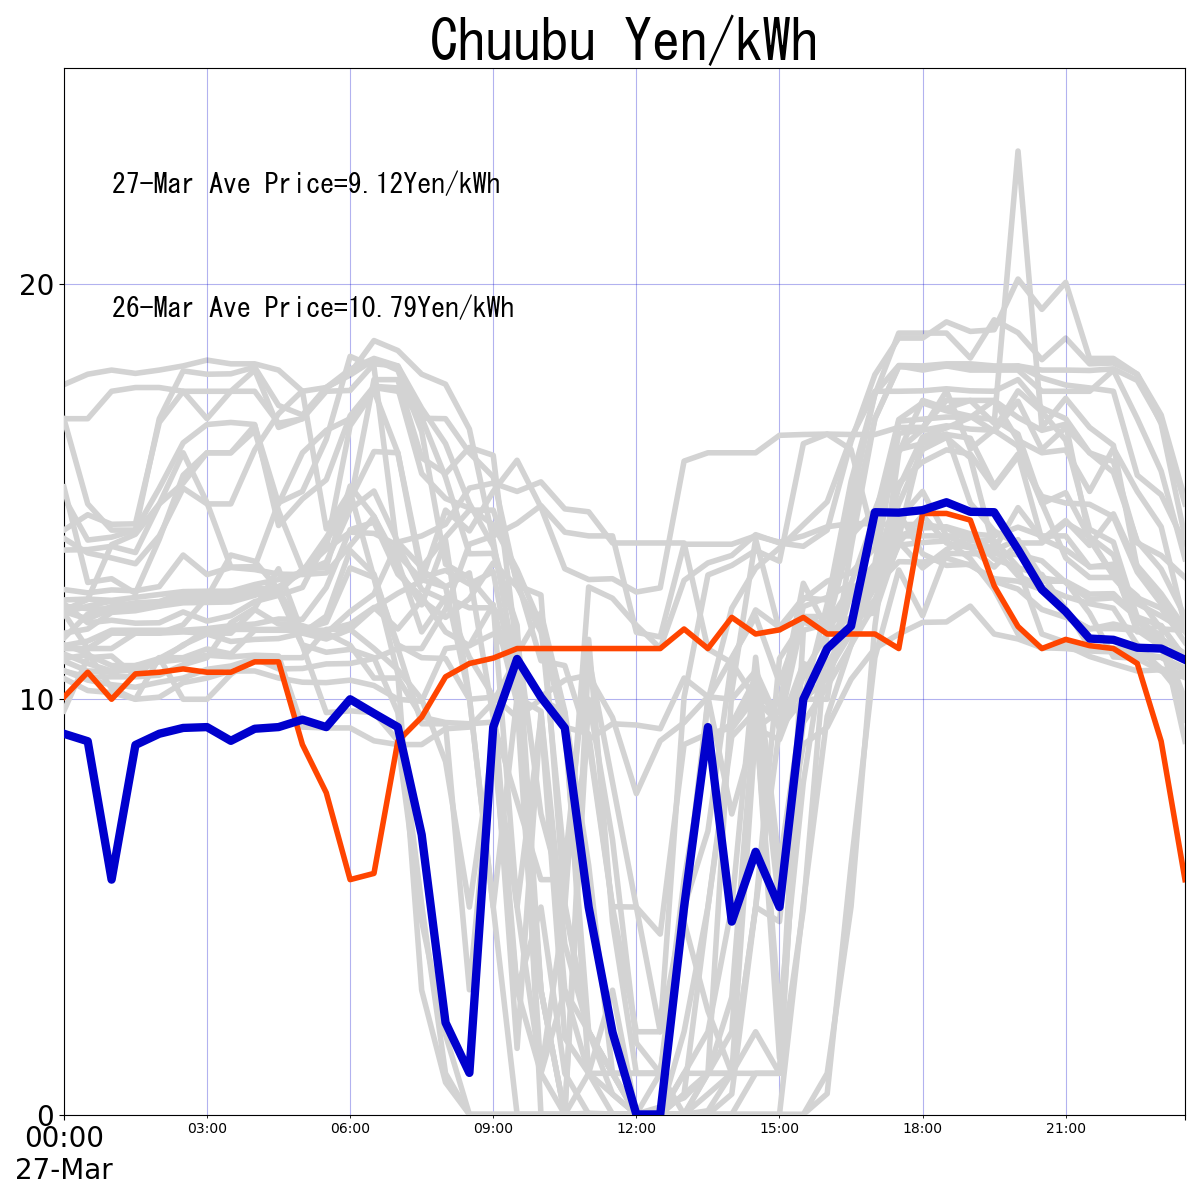 Chuubu Yen/kWh
27-Mar Ave Price=9.12Yen/kWh
20
26-Mar Ave Price=10.79Yen/kWh
10
0
00:00 03:00 06:00 09:00 12:00 15:00 18:00 21:00
27-Mar